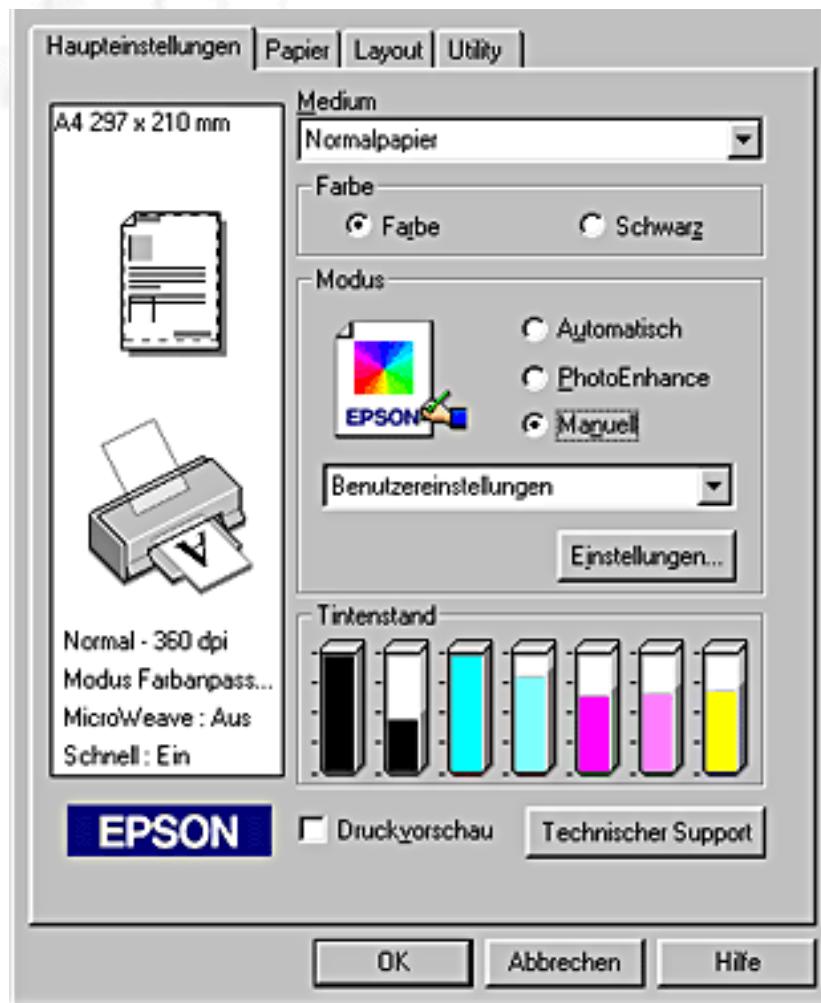 Haupteinstellungen Papier Layout Utility
A4 297 x 210 mm
Medium
Normalpapier
Farbe
Farbe Schwarz
Modus
Automatisch
PhotoEnhance
Manuell
EPSON
Benutzereinstellungen
Einstellungen...
A
Normal - 360 dpi
Modus Farbanpass...
MicroWeave : Aus
Schnell : Ein
Tintenstand
EPSON
Druckvorschau
Technischer Support
OK Abbrechen Hilfe